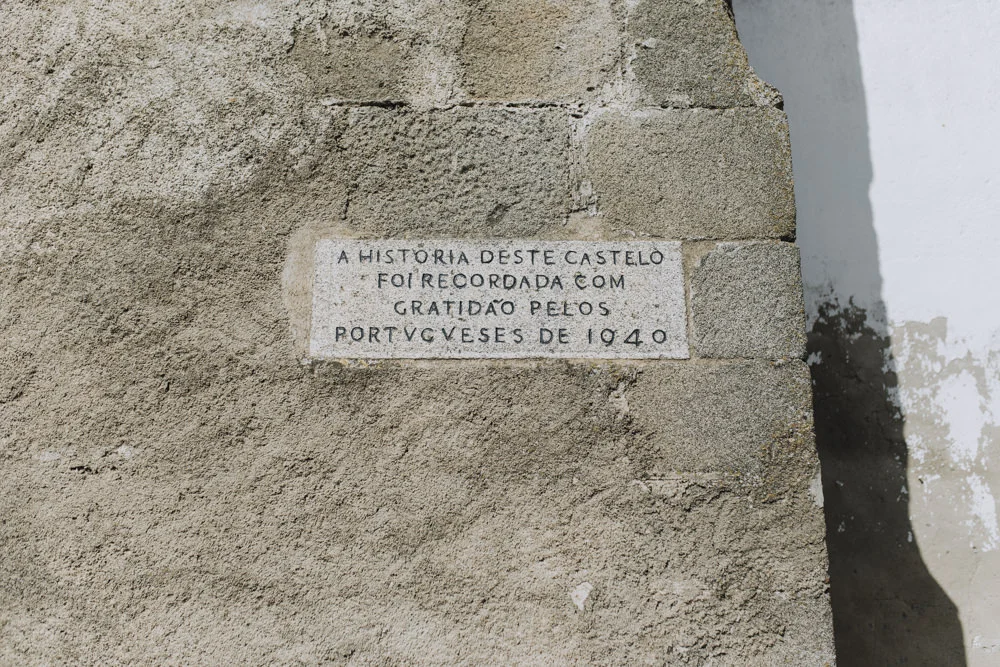 A HISTORIA DESTE CASTELO
FOI RECORDADA COM
GRATIDÃO PELOS
PORTVGVESES DE 1940